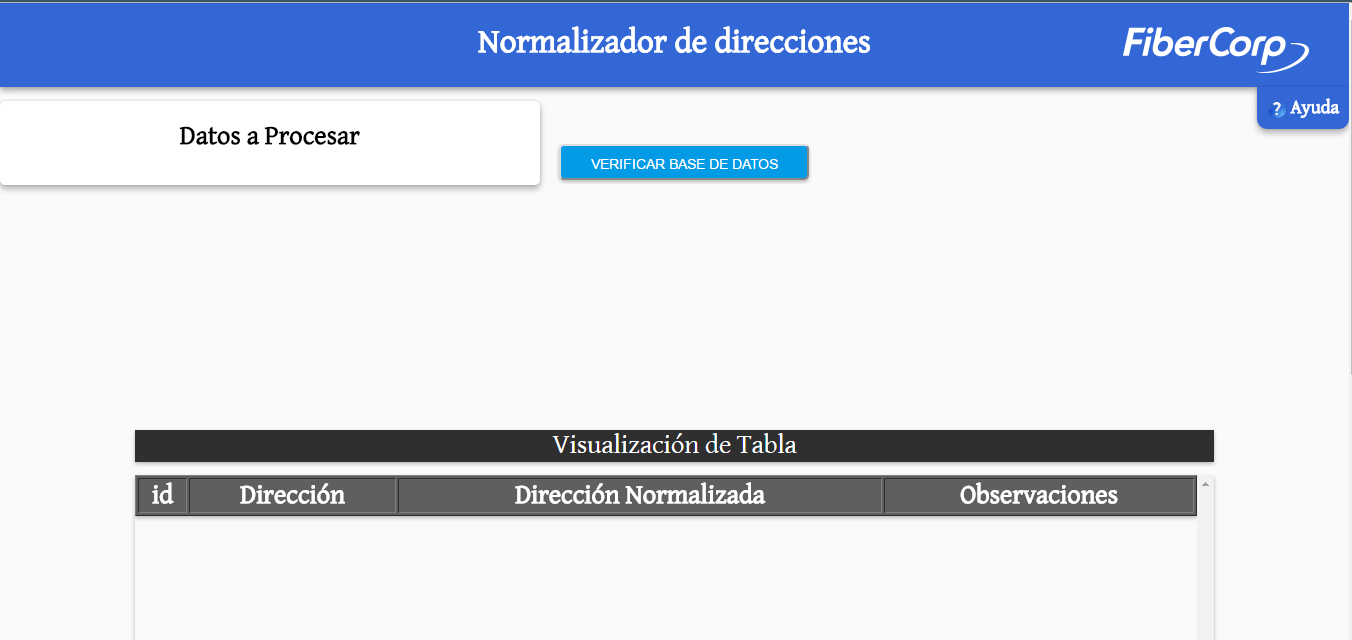 Normalizador de direcciones
FiberCorp
? Ayuda
Datos a Procesar
VERIFICAR BASE DE DATOS
Visualización de Tabla
id Dirección Dirección Normalizada Observaciones